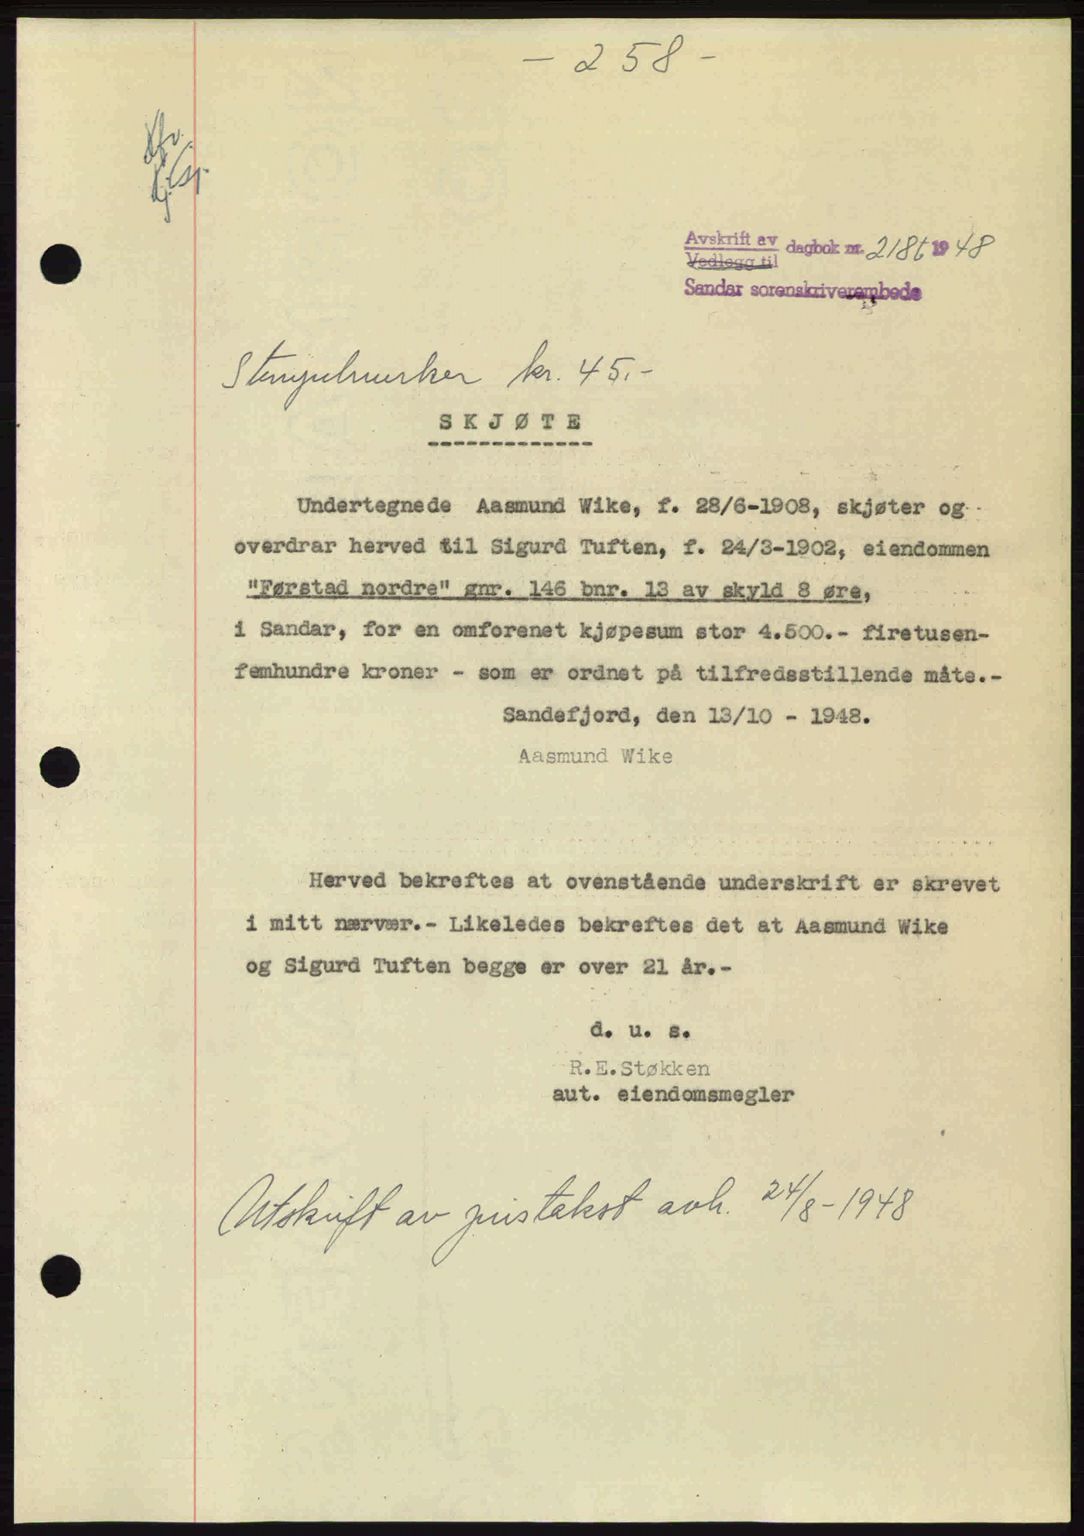 - 258 -
Avskrift av
Vedlegg til
dagbok nr. 2186 1948
Sandar sorenskriverembede
Stempelmerker kr. 45.-
SKJØTE
Undertegnede Aasmund Wike, f. 28/6-1908, skjøter og
overdrar herved til Sigurd Tuften, f. 24/3-1902, eiendommen
"Førstad nordre" gnr. 146 bnr. 13 av skyld 8 øre,
i Sandar, for en omforenet kjøpesum stor 4.500.- firetusen-
femhundre kroner - som er ordnet på tilfredsstillende måte.-
Sandefjord, den 13/10 - 1948.
Aasmund Wike
Herved bekreftes at ovenstående underskrift er skrevet
i mitt nærvær.- Likeledes bekreftes det at Aasmund Wike
og Sigurd Tuften begge er over 21 år.-
d. u. s.
R.E.Støkken
aut. eiendomsmegler
Utskrift av pristakst avh. 24/8-1948